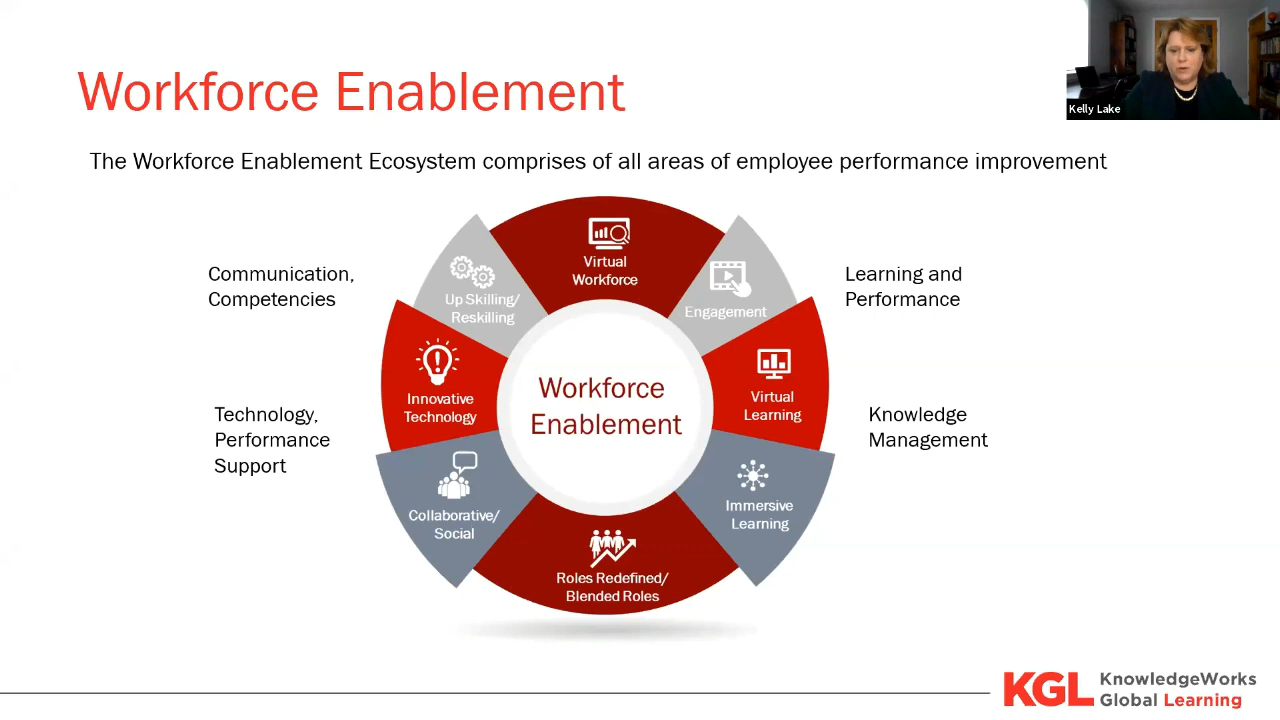 Workforce Enablement
Kelly Lake
The Workforce Enablement Ecosystem comprises of all areas of employee performance improvement
Communication,
Competencies
Technology,
Performance
Support
Virtual
Workforce
Engagement
Virtual
Learning
Immersive
Learning
Roles Redefined/
Blended Roles
Collaborative/
Social
Innovative
Technology
Up Skilling/
Reskilling
Workforce
Enablement
Learning and
Performance
Knowledge
Management
KGL KnowledgeWorks
Global Learning